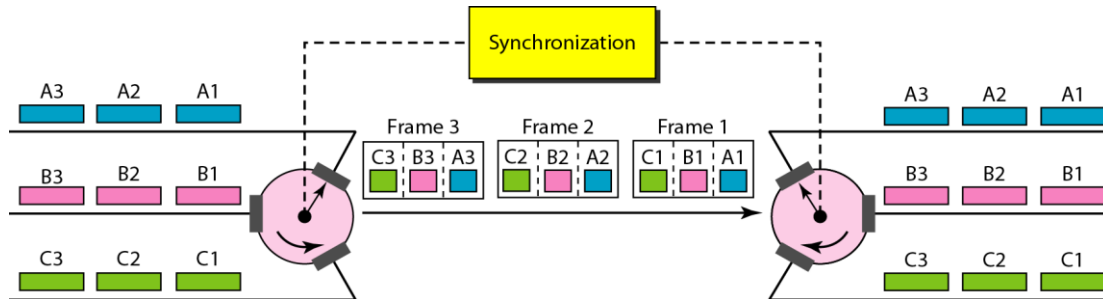 Synchronization
A3 A2 A1
Frame 3 Frame 2 Frame 1
A3 A2 A1
C3 B3 A3 C2 B2 A2 C1 B1 A1
B3 B2 B1
B3 B2 B1
C3 C2 C1
C3 C2 C1